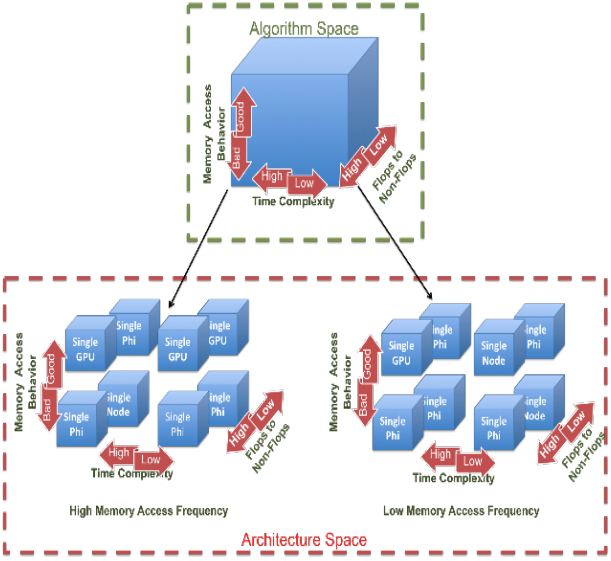 Algorithm Space
Memory Access
Behavior
Good
Bad
High
Low
Time Complexity
High
Low
Flops to
Non-Flops
Memory Access
Behavior
Good
Bad
Single
Phi
Single
GPU
Single
GPU
Single
GPU
Single
Node
Single
Phi
Single
Phi
Single
Phi
High
Low
Time Complexity
High
Low
Flops to
Non-Flops
High Memory Access Frequency
Memory Access
Behavior
Good
Bad
Single
Phi
Single
Phi
Single
GPU
Single
Node
Single
Phi
Single
Node
Single
Phi
Single
Phi
High
Low
Time Complexity
High
Low
Flops to
Non-Flops
Low Memory Access Frequency
Architecture Space